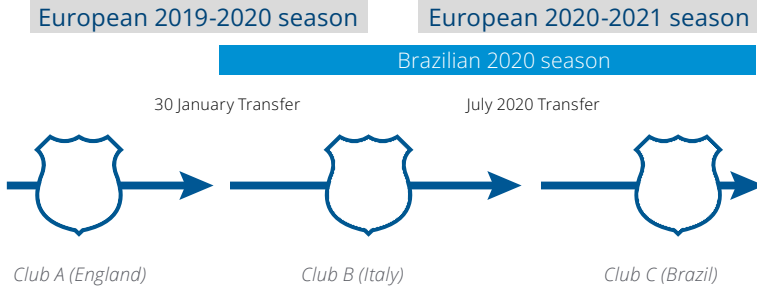 European 2019-2020 season
European 2020-2021 season
Brazilian 2020 season
30 January Transfer
July 2020 Transfer
Club A (England)
Club B (Italy)
Club C (Brazil)